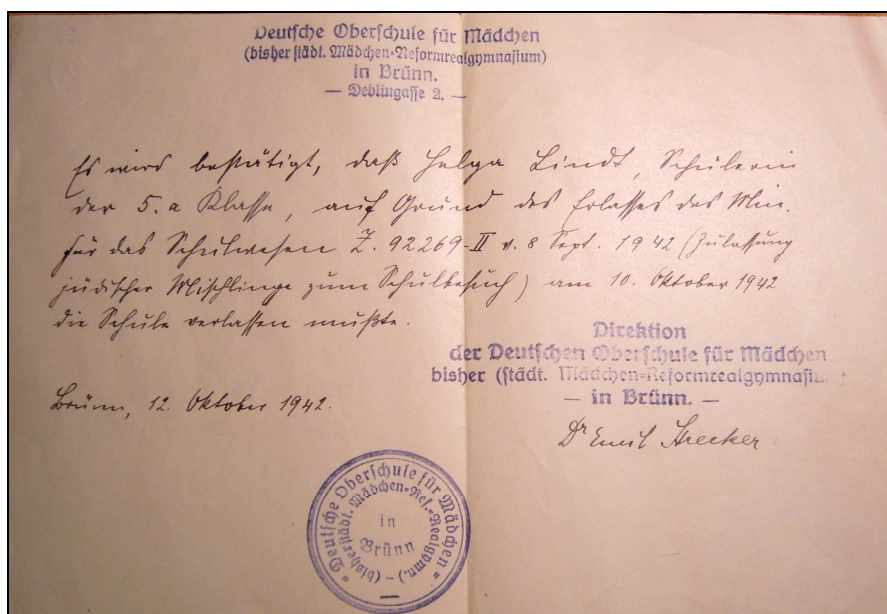 Deutsche Oberschule für Mädchen
(bisher städt. Mädchen-Reformrealgymnasium)
in Brünn.
— Deblingasse 2. —
Es wird bestätigt, daß Helga Lindt, Schülerin
der 5.a Klasse, auf Grund des Erlasses des Min.
für das Schulwesen Z. 92269-II v. 8 Sept. 1942 (Zulassung
jüdischer Mischlinge zum Schulbesuch) am 10. Oktober 1942
die Schule verlassen mußte.
Direktion
der Deutschen Oberschule für Mädchen
bisher (städt. Mädchen-Reformrealgymnasiu
— in Brünn. —
Brünn, 12. Oktober 1942.
Dr Emil
Deutsche Oberschule für Mädchen
(bisher städt. Mädchen-Ref.-Realgymn.)
in
Brünn